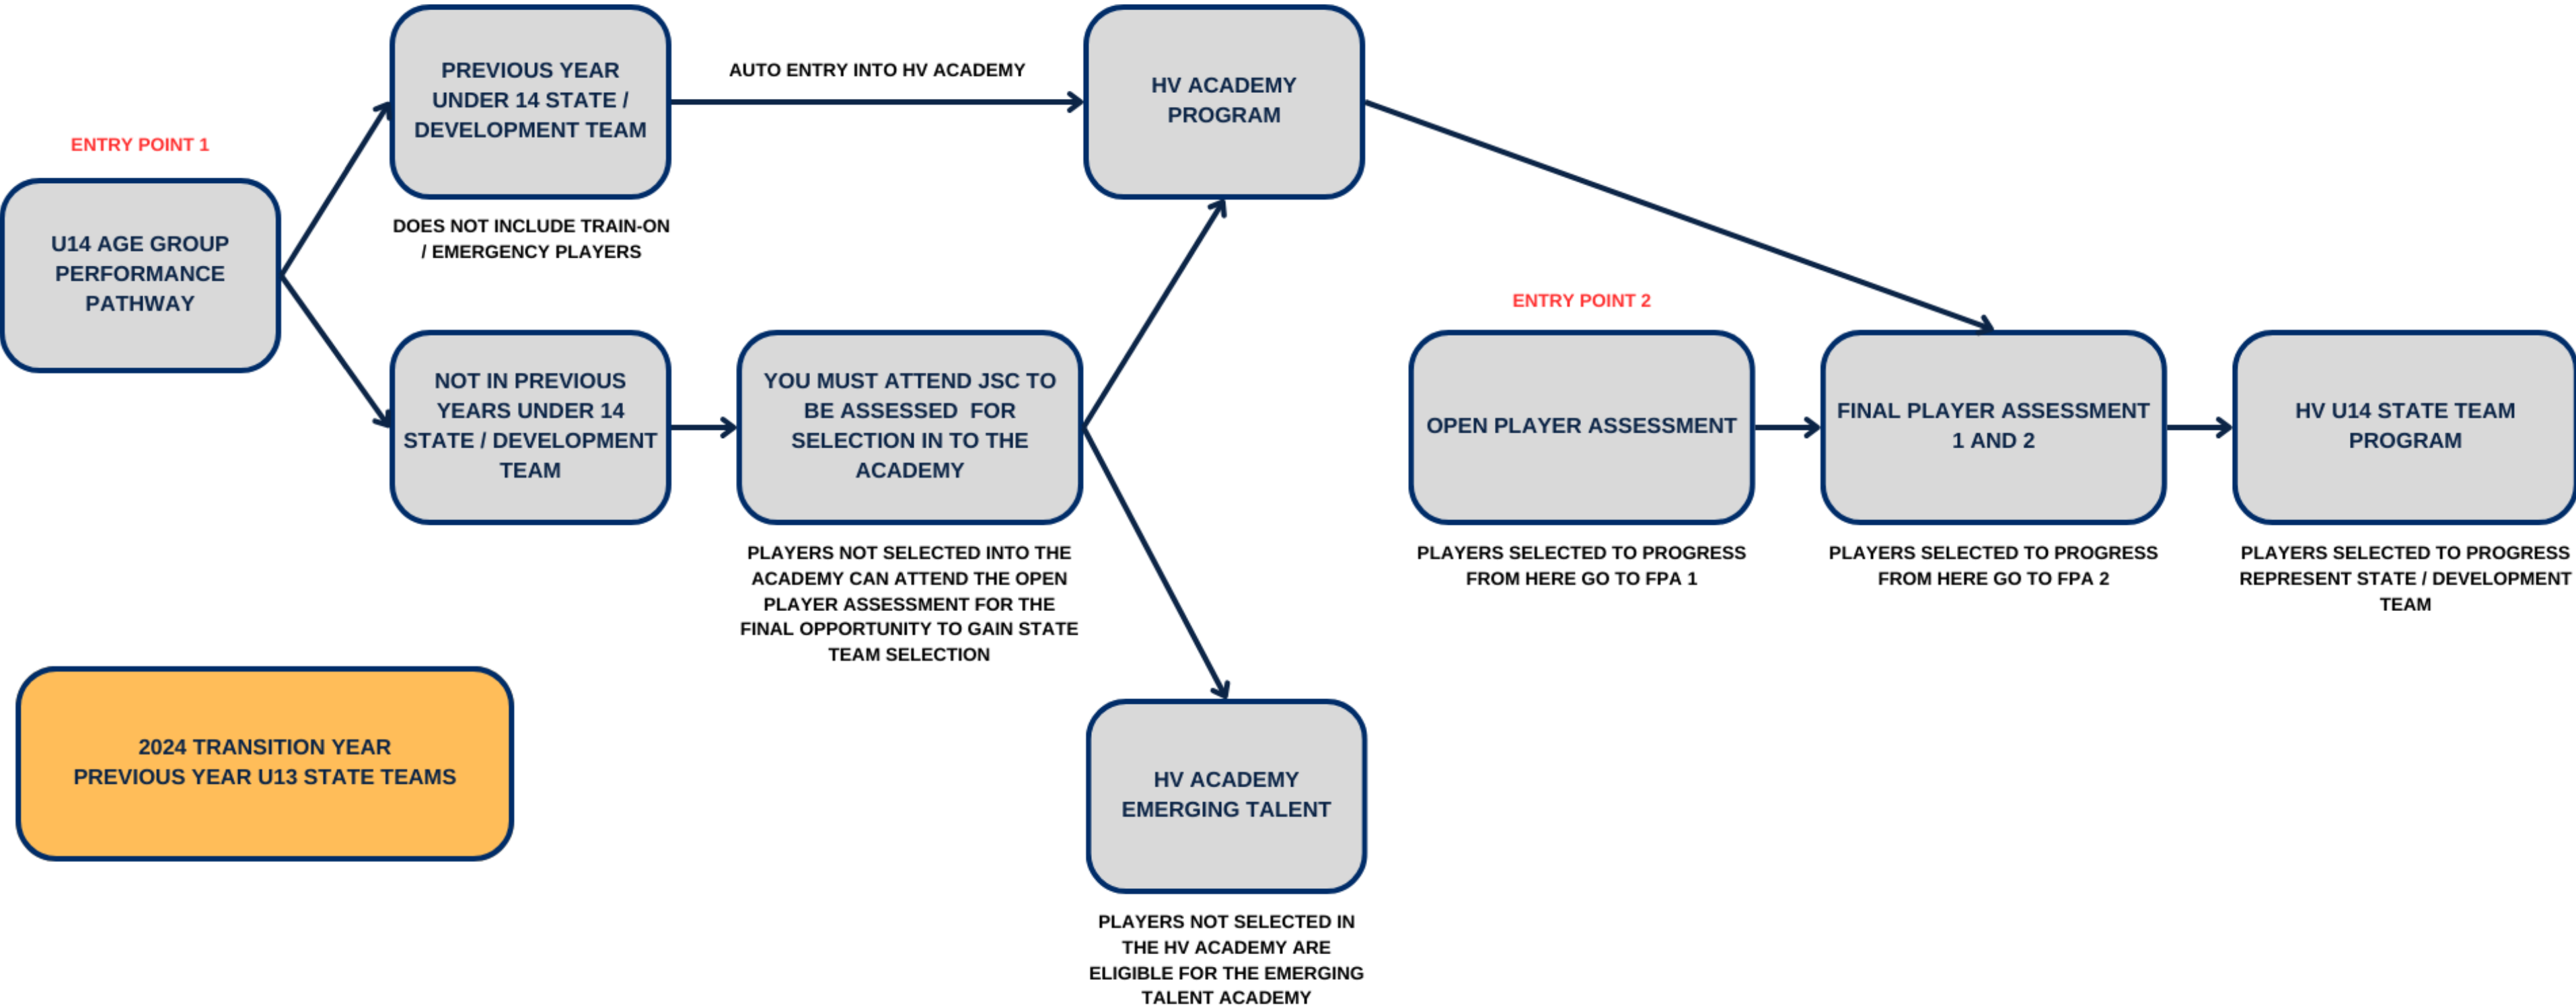 ENTRY POINT 1
U14 AGE GROUP
PERFORMANCE
PATHWAY
PREVIOUS YEAR
UNDER 14 STATE /
DEVELOPMENT TEAM
DOES NOT INCLUDE TRAIN-ON
/ EMERGENCY PLAYERS
AUTO ENTRY INTO HV ACADEMY
HV ACADEMY
PROGRAM
NOT IN PREVIOUS
YEARS UNDER 14
STATE / DEVELOPMENT
TEAM
YOU MUST ATTEND JSC TO
BE ASSESSED FOR
SELECTION IN TO THE
ACADEMY
PLAYERS NOT SELECTED INTO THE
ACADEMY CAN ATTEND THE OPEN
PLAYER ASSESSMENT FOR THE
FINAL OPPORTUNITY TO GAIN STATE
TEAM SELECTION
ENTRY POINT 2
OPEN PLAYER ASSESSMENT
PLAYERS SELECTED TO PROGRESS
FROM HERE GO TO FPA 1
FINAL PLAYER ASSESSMENT
1 AND 2
PLAYERS SELECTED TO PROGRESS
FROM HERE GO TO FPA 2
HV U14 STATE TEAM
PROGRAM
PLAYERS SELECTED TO PROGRESS
REPRESENT STATE / DEVELOPMENT
TEAM
2024 TRANSITION YEAR
PREVIOUS YEAR U13 STATE TEAMS
HV ACADEMY
EMERGING TALENT
PLAYERS NOT SELECTED IN
THE HV ACADEMY ARE
ELIGIBLE FOR THE EMERGING
TALENT ACADEMY